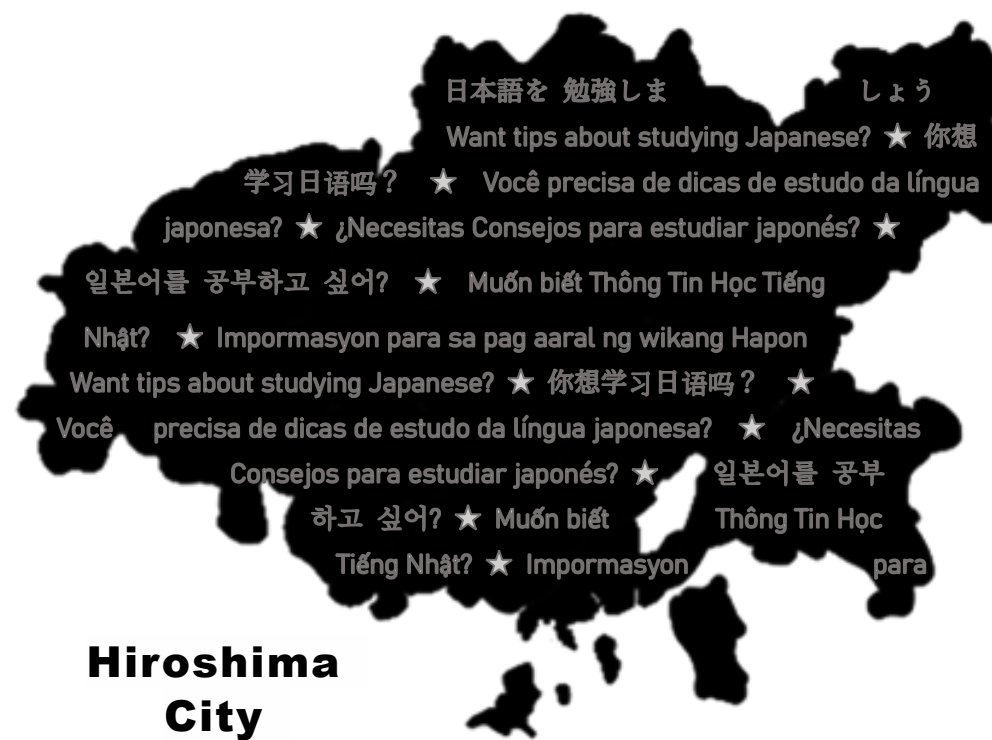 日本語を 勉強しま しょう
Want tips about studying Japanese? ★ 你想
学习日语吗？ ★ Você precisa de dicas de estudo da língua
japonesa? ★ ¿Necesitas Consejos para estudiar japonés? ★
일본어를 공부하고 싶어? ★ Muốn biết Thông Tin Học Tiếng
Nhật? ★ Impormasyon para sa pag aaral ng wikang Hapon
Want tips about studying Japanese? ★ 你想学习日语吗？ ★
Você precisa de dicas de estudo da língua japonesa? ★ ¿Necesitas
Consejos para estudiar japonés? ★ 일본어를 공부
하고 싶어? ★ Muốn biết Thông Tin Học
Tiếng Nhật? ★ Impormasyon para
Hiroshima
City